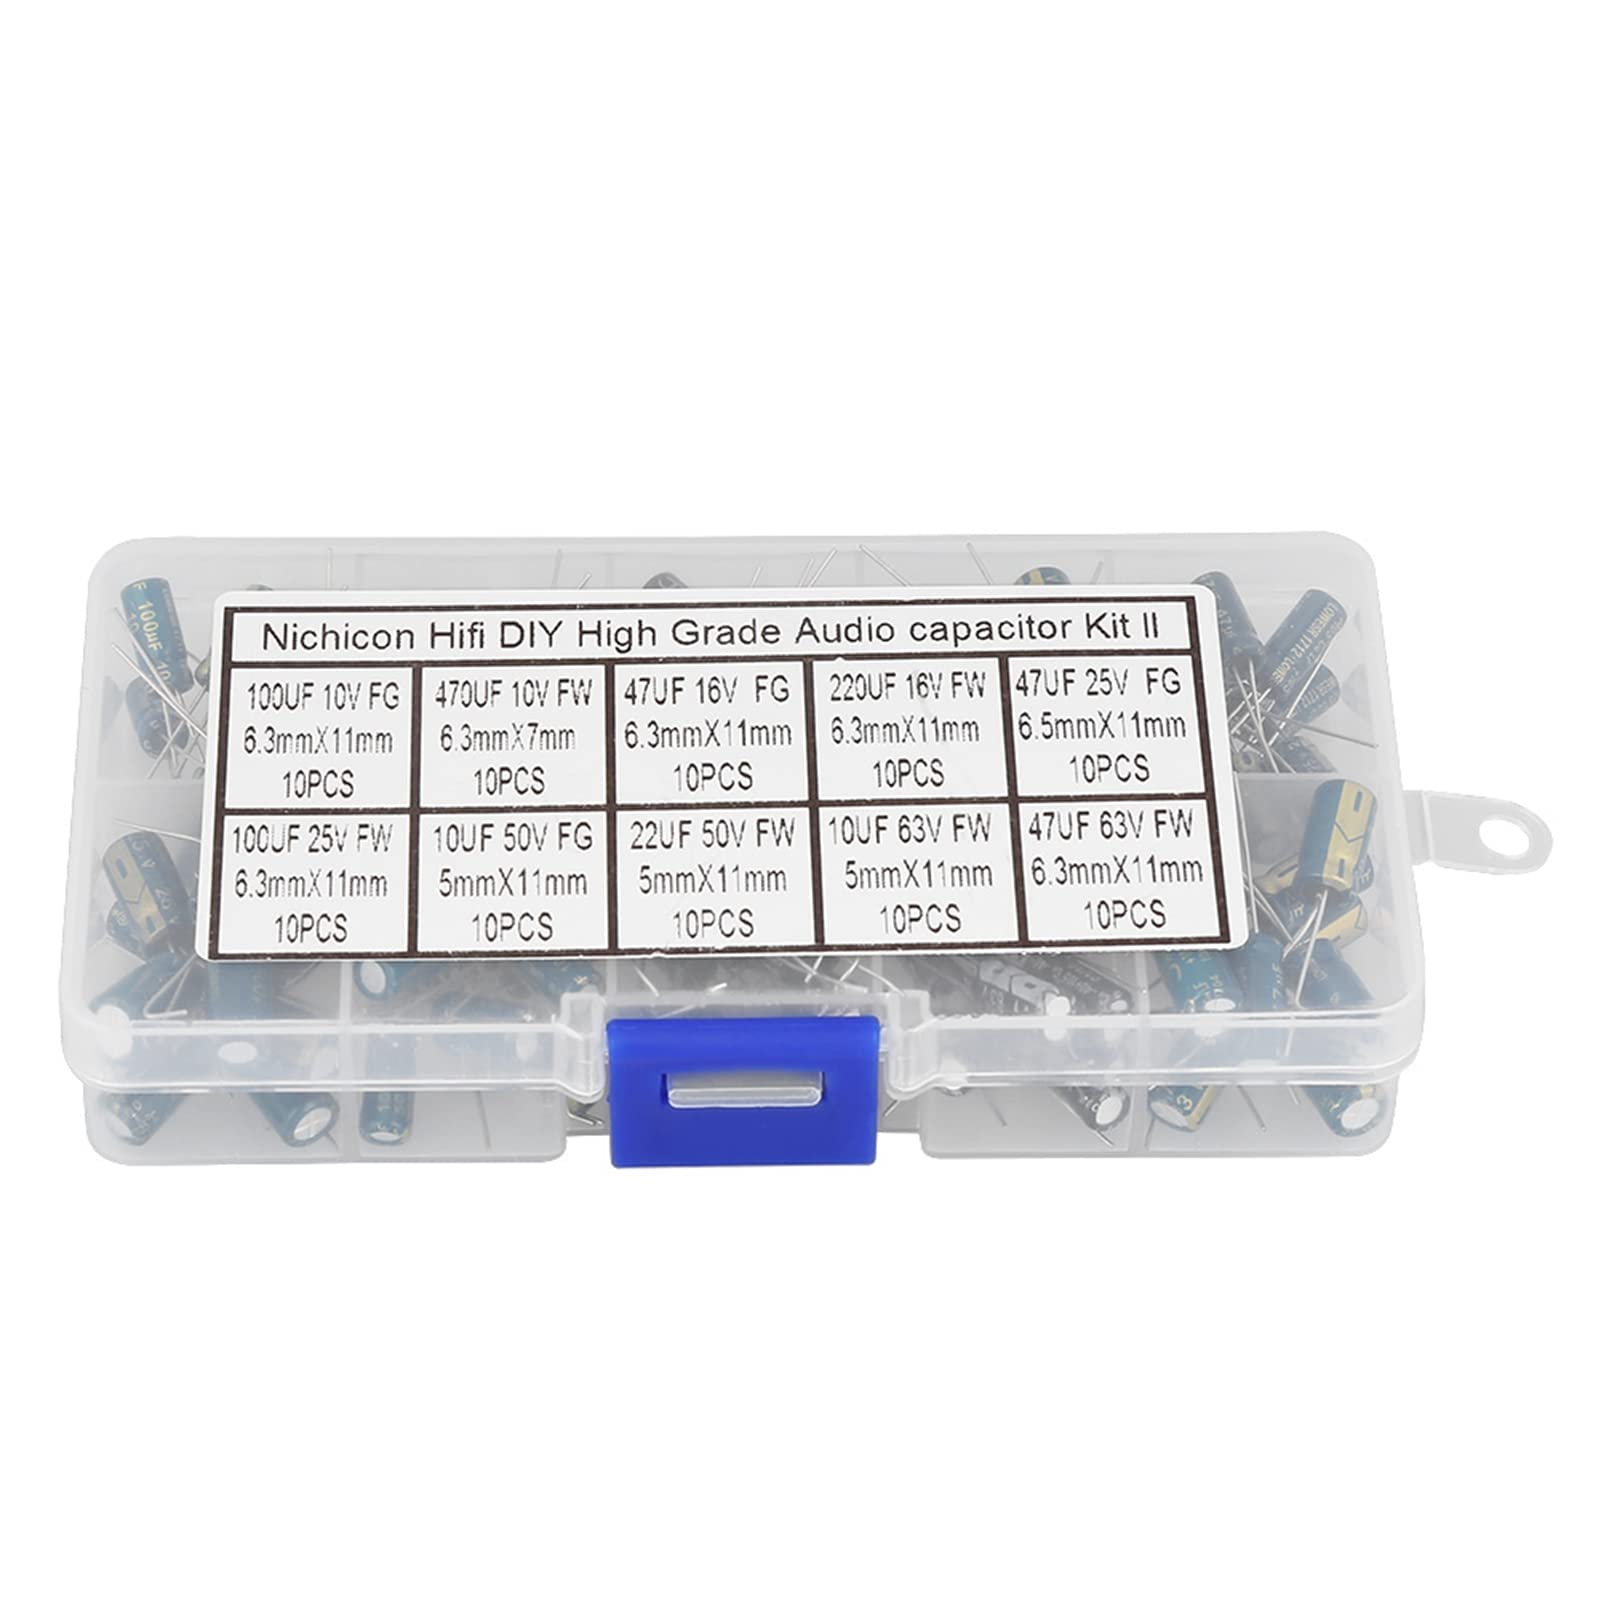 Nichicon Hifi DIY High Grade Audio capacitor Kit II
100UF 10V FG
6.3mmX11mm
10PCS
470UF 10V FW
6.3mmX7mm
10PCS
47UF 16V FG
6.3mmX11mm
10PCS
220UF 16V FW
6.3mmX11mm
10PCS
47UF 25V FG
6.5mmX11mm
10PCS
100UF 25V FW
6.3mmX11mm
10PCS
10UF 50V FG
5mmX11mm
10PCS
22UF 50V FW
5mmX11mm
10PCS
10UF 63V FW
5mmX11mm
10PCS
47UF 63V FW
6.3mmX11mm
10PCS
100µF